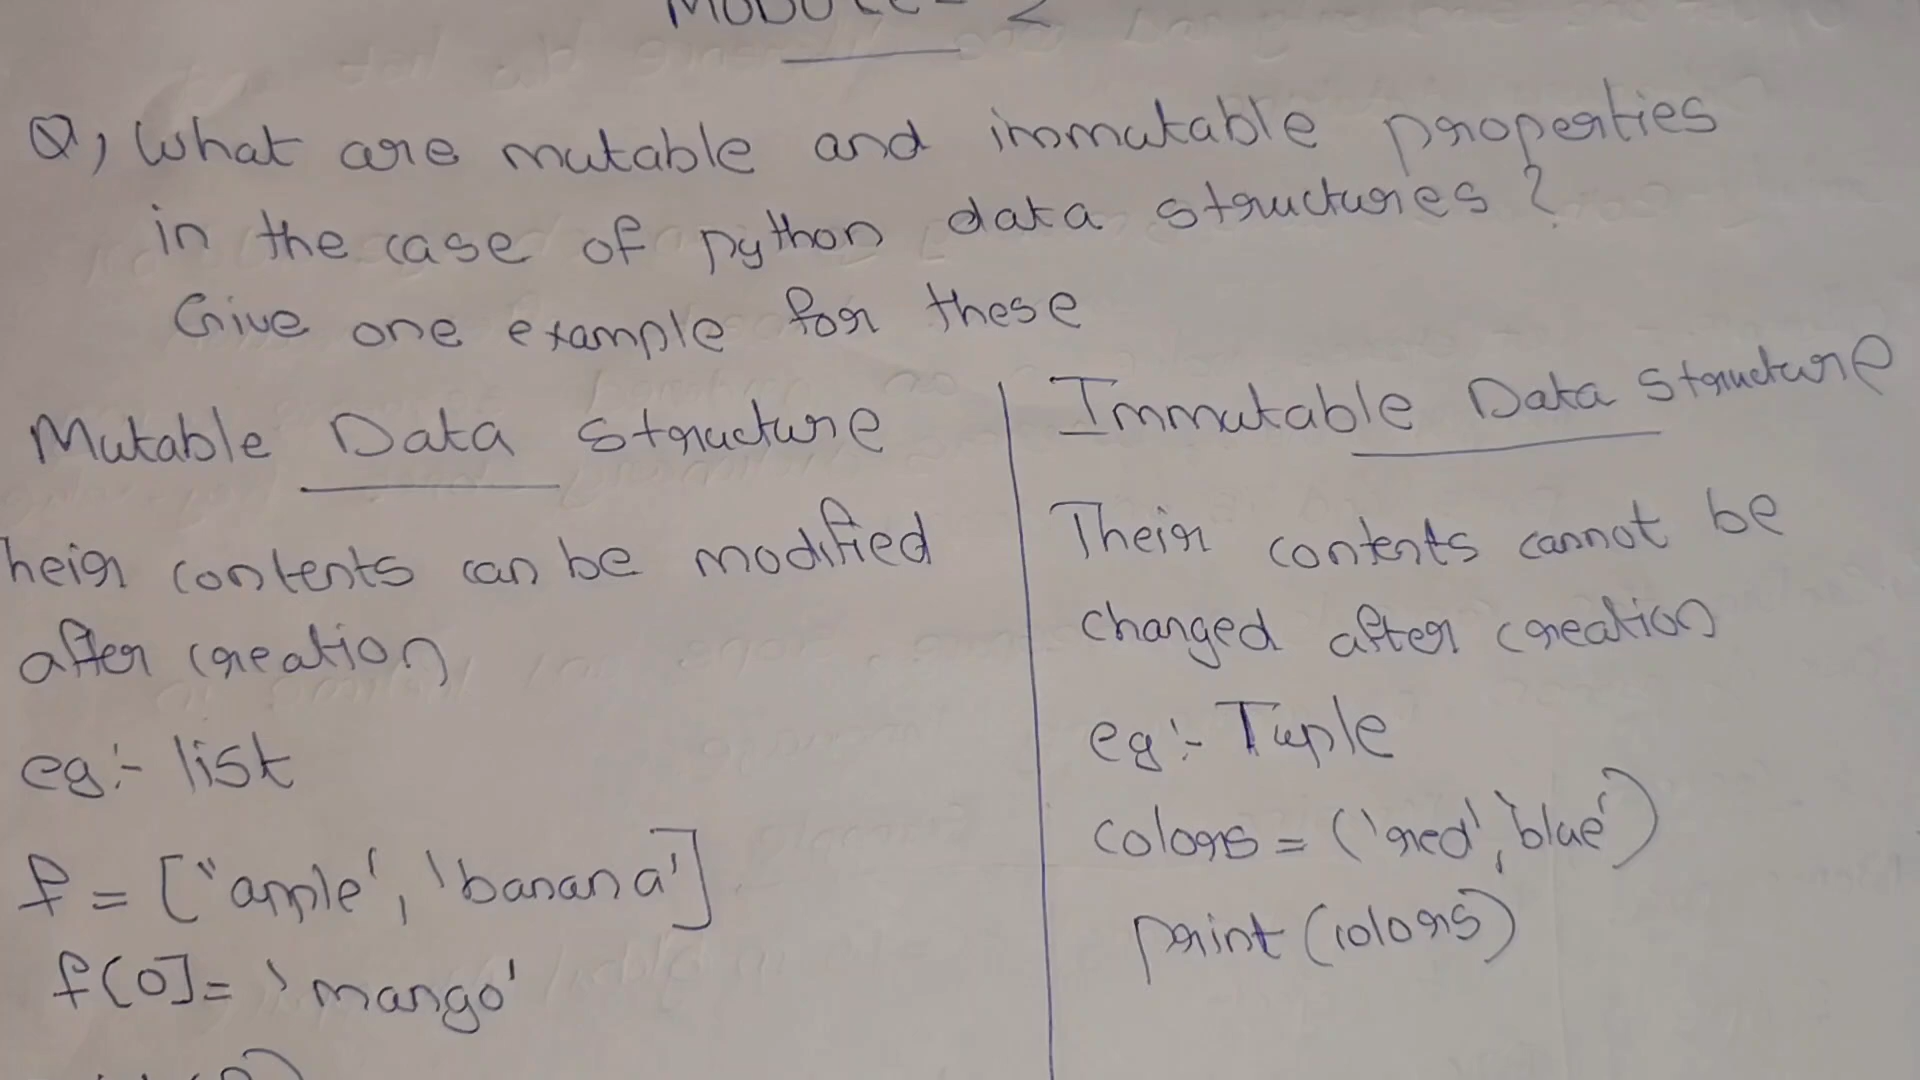 MODULE - 2
Q, What are mutable and immutable properties
in the case of python data structures?
Give one example for these
Mutable Data structure
heir contents can be modified
after creation
eg:- list
f = ["apple', 'banana']
f[0] = 'mango'
Immutable Data structure
Their contents cannot be
changed after creation
eg:- Tuple
colors = ('red', 'blue')
print (colors)